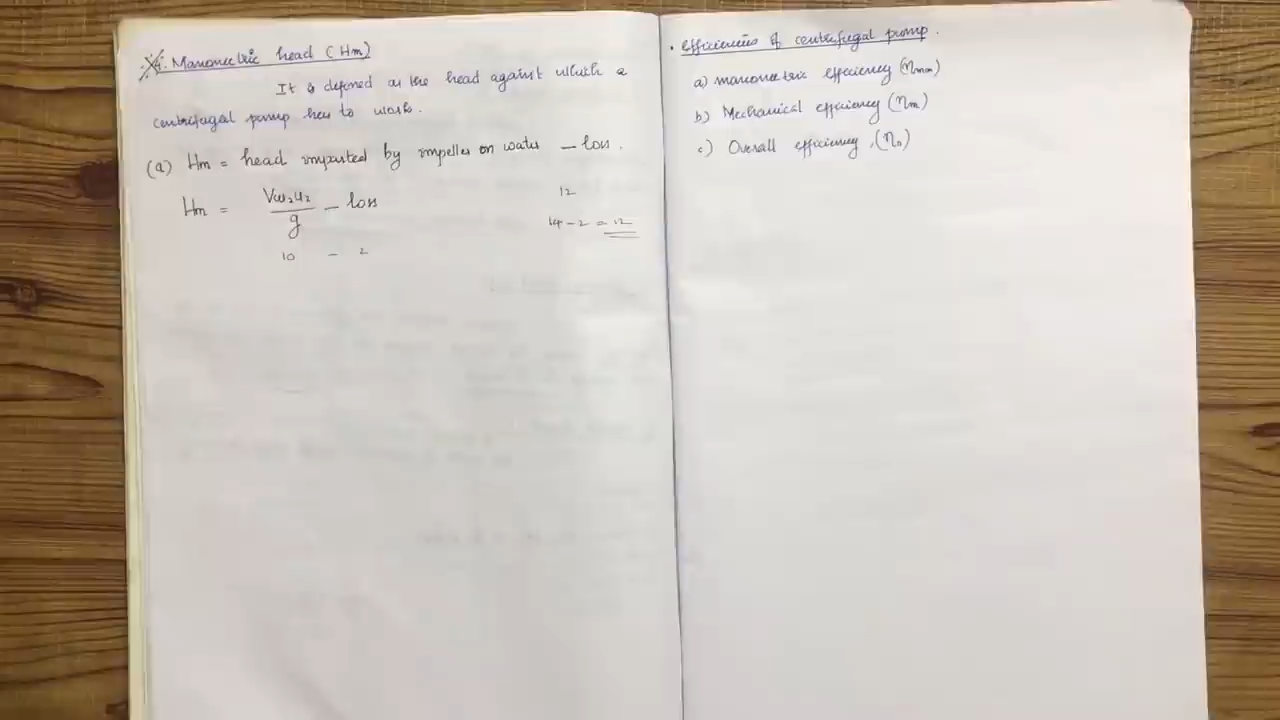 4. Manometric head (Hm)
It is defined as the head against which a
centrifugal pump has to work.
(a) Hm = head imparted by impeller on water – loss.
Hm = Vw₂u₂/g – loss
10 – 2
12
14 – 2 = 12
• Efficiencies of centrifugal pump.
a) manometric efficiency (ηman)
b) Mechanical efficiency (ηm)
c) Overall efficiency, (ηo)